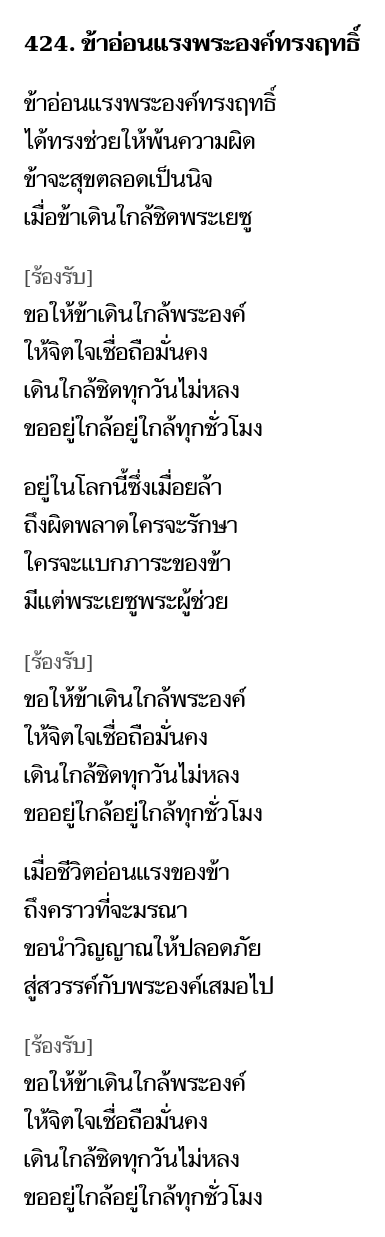 424. ข้าอ่อนแรงพระองค์ทรงฤทธิ์
ข้าอ่อนแรงพระองค์ทรงฤทธิ์
ได้ทรงช่วยให้พ้นความผิด
ข้าจะสุขตลอดเป็นนิจ
เมื่อข้าเดินใกล้ชิดพระเยซู
[ร้องรับ]
ขอให้ข้าเดินใกล้พระองค์
ให้จิตใจเชื่อถือมั่นคง
เดินใกล้ชิดทุกวันไม่หลง
ขออยู่ใกล้อยู่ใกล้ทุกชั่วโมง
อยู่ในโลกนี้ซึ่งเมื่อยล้า
ถึงผิดพลาดใครจะรักษา
ใครจะแบกภาระของข้า
มีแต่พระเยซูพระผู้ช่วย
[ร้องรับ]
ขอให้ข้าเดินใกล้พระองค์
ให้จิตใจเชื่อถือมั่นคง
เดินใกล้ชิดทุกวันไม่หลง
ขออยู่ใกล้อยู่ใกล้ทุกชั่วโมง
เมื่อชีวิตอ่อนแรงของข้า
ถึงคราวที่จะมรณา
ขอนำวิญญาณให้ปลอดภัย
สู่สวรรค์กับพระองค์เสมอไป
[ร้องรับ]
ขอให้ข้าเดินใกล้พระองค์
ให้จิตใจเชื่อถือมั่นคง
เดินใกล้ชิดทุกวันไม่หลง
ขออยู่ใกล้อยู่ใกล้ทุกชั่วโมง